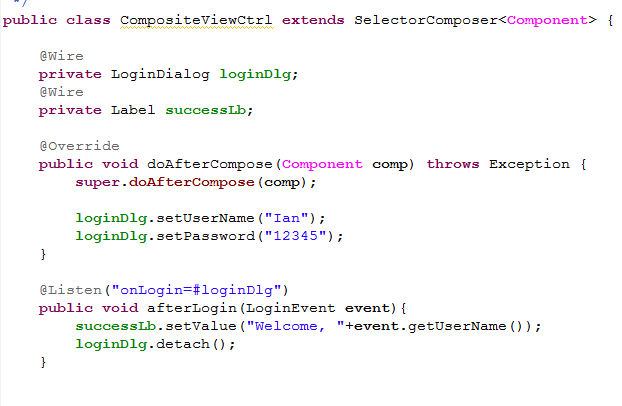 */
public class CompositeViewCtrl extends SelectorComposer<Component> {
@Wire
private LoginDialog loginDlg;
@Wire
private Label successLb;
@Override
public void doAfterCompose(Component comp) throws Exception {
super.doAfterCompose(comp);
loginDlg.setUserName("Ian");
loginDlg.setPassword("12345");
}
@Listen("onLogin=#loginDlg")
public void afterLogin(LoginEvent event){
successLb.setValue("Welcome, "+event.getUserName());
loginDlg.detach();
}